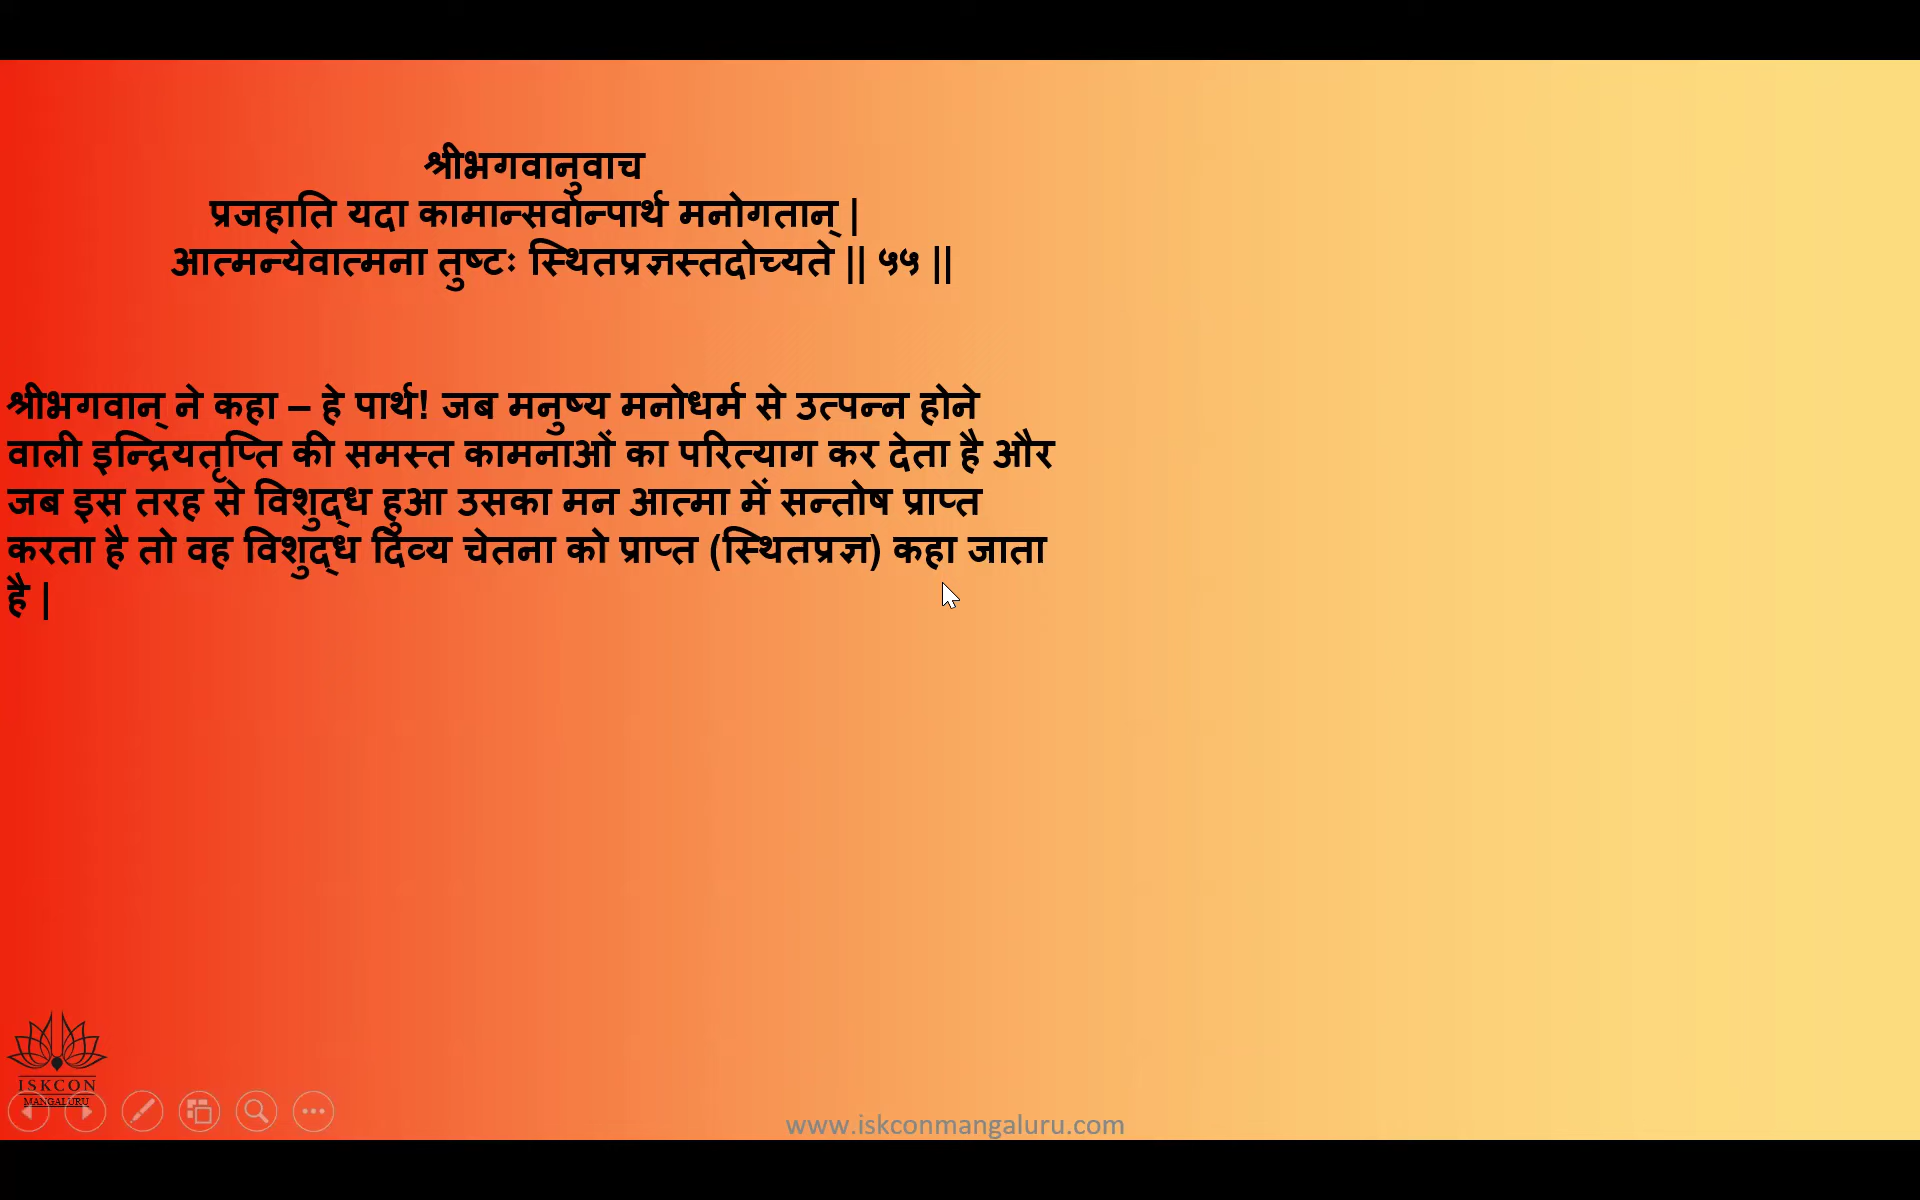 श्रीभगवानुवाच
प्रजहाति यदा कामान्सर्वान्पार्थ मनोगतान् |
आत्मन्येवात्मना तुष्टः स्थितप्रज्ञस्तदोच्यते || ५५ ||
श्रीभगवान् ने कहा – हे पार्थ! जब मनुष्य मनोधर्म से उत्पन्न होने
वाली इन्द्रियतृप्ति की समस्त कामनाओं का परित्याग कर देता है और
जब इस तरह से विशुद्ध हुआ उसका मन आत्मा में सन्तोष प्राप्त
करता है तो वह विशुद्ध दिव्य चेतना को प्राप्त (स्थितप्रज्ञ) कहा जाता
है |
ISKCON
MANGALURU
www.iskconmangaluru.com